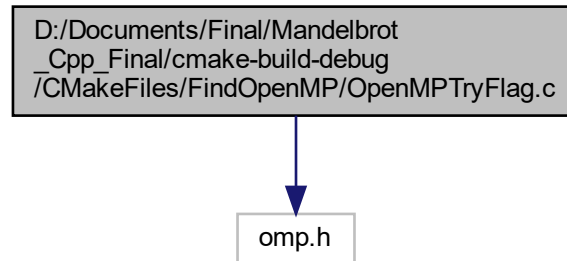 D:/Documents/Final/Mandelbrot
_Cpp_Final/cmake-build-debug
/CMakeFiles/FindOpenMP/OpenMPTryFlag.c
omp.h